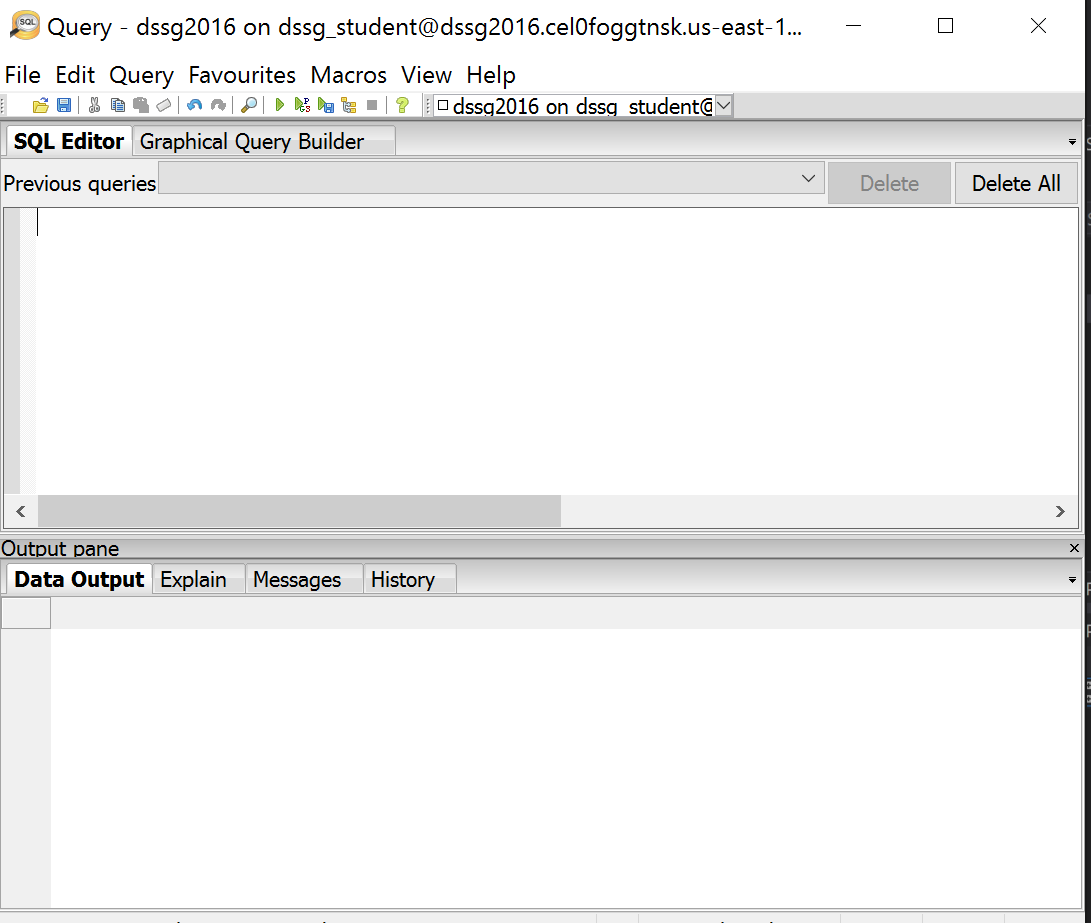 Query - dssg2016 on dssg_student@dssg2016.cel0foggtnsk.us-east-1...
File Edit Query Favourites Macros View Help
dssg2016 on dssg_student@
SQL Editor Graphical Query Builder
Previous queries Delete Delete All
Output pane
Data Output Explain Messages History